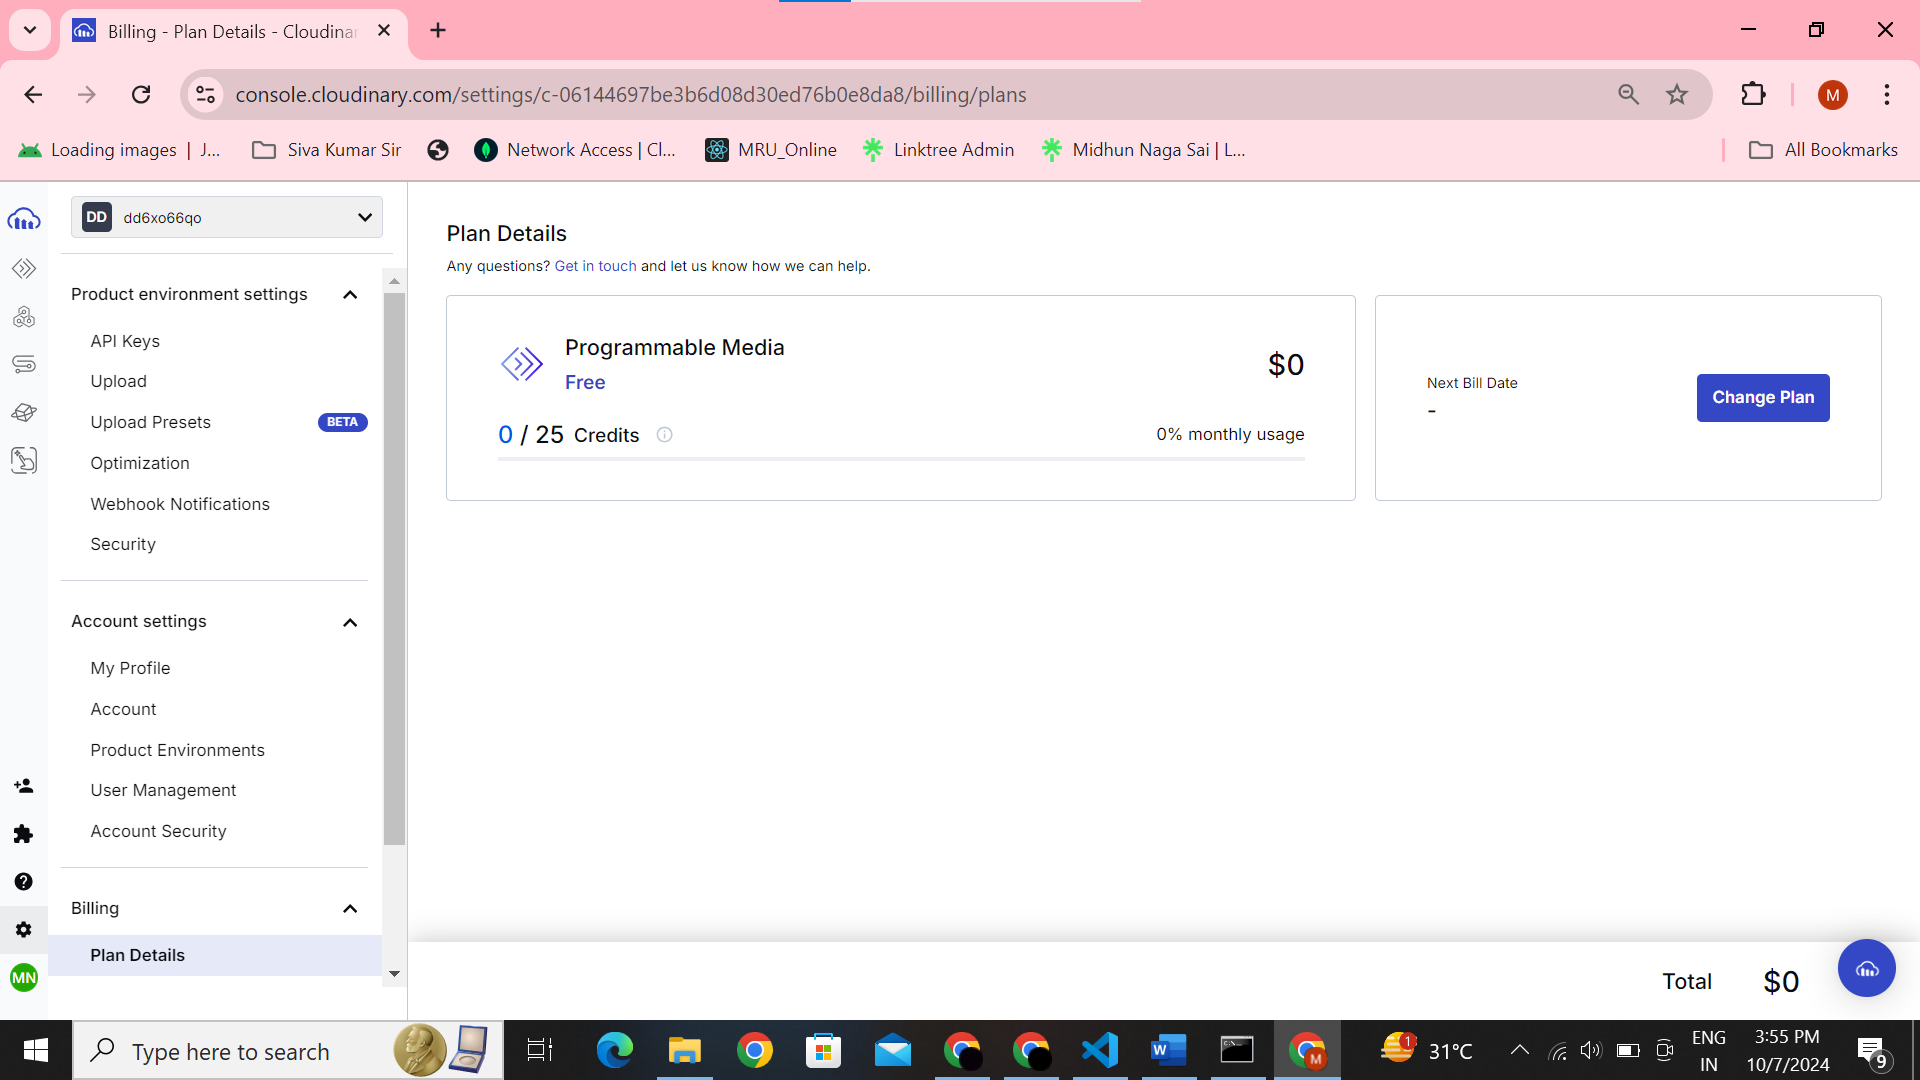 Billing - Plan Details - Cloudinar
console.cloudinary.com/settings/c-06144697be3b6d08d30ed76b0e8da8/billing/plans
M
Loading images | J...
Siva Kumar Sir
Network Access | Cl...
MRU_Online
Linktree Admin
Midhun Naga Sai | L...
All Bookmarks
DD dd6xo66qo
Product environment settings
API Keys
Upload
Upload Presets BETA
Optimization
Webhook Notifications
Security
Account settings
My Profile
Account
Product Environments
User Management
Account Security
Billing
Plan Details
MN
Plan Details
Any questions? Get in touch and let us know how we can help.
Programmable Media
Free
$0
0 / 25 Credits
0% monthly usage
Next Bill Date
-
Change Plan
Total $0
Type here to search
W
C:\
M
1
31°C
ENG
IN
3:55 PM
10/7/2024
9